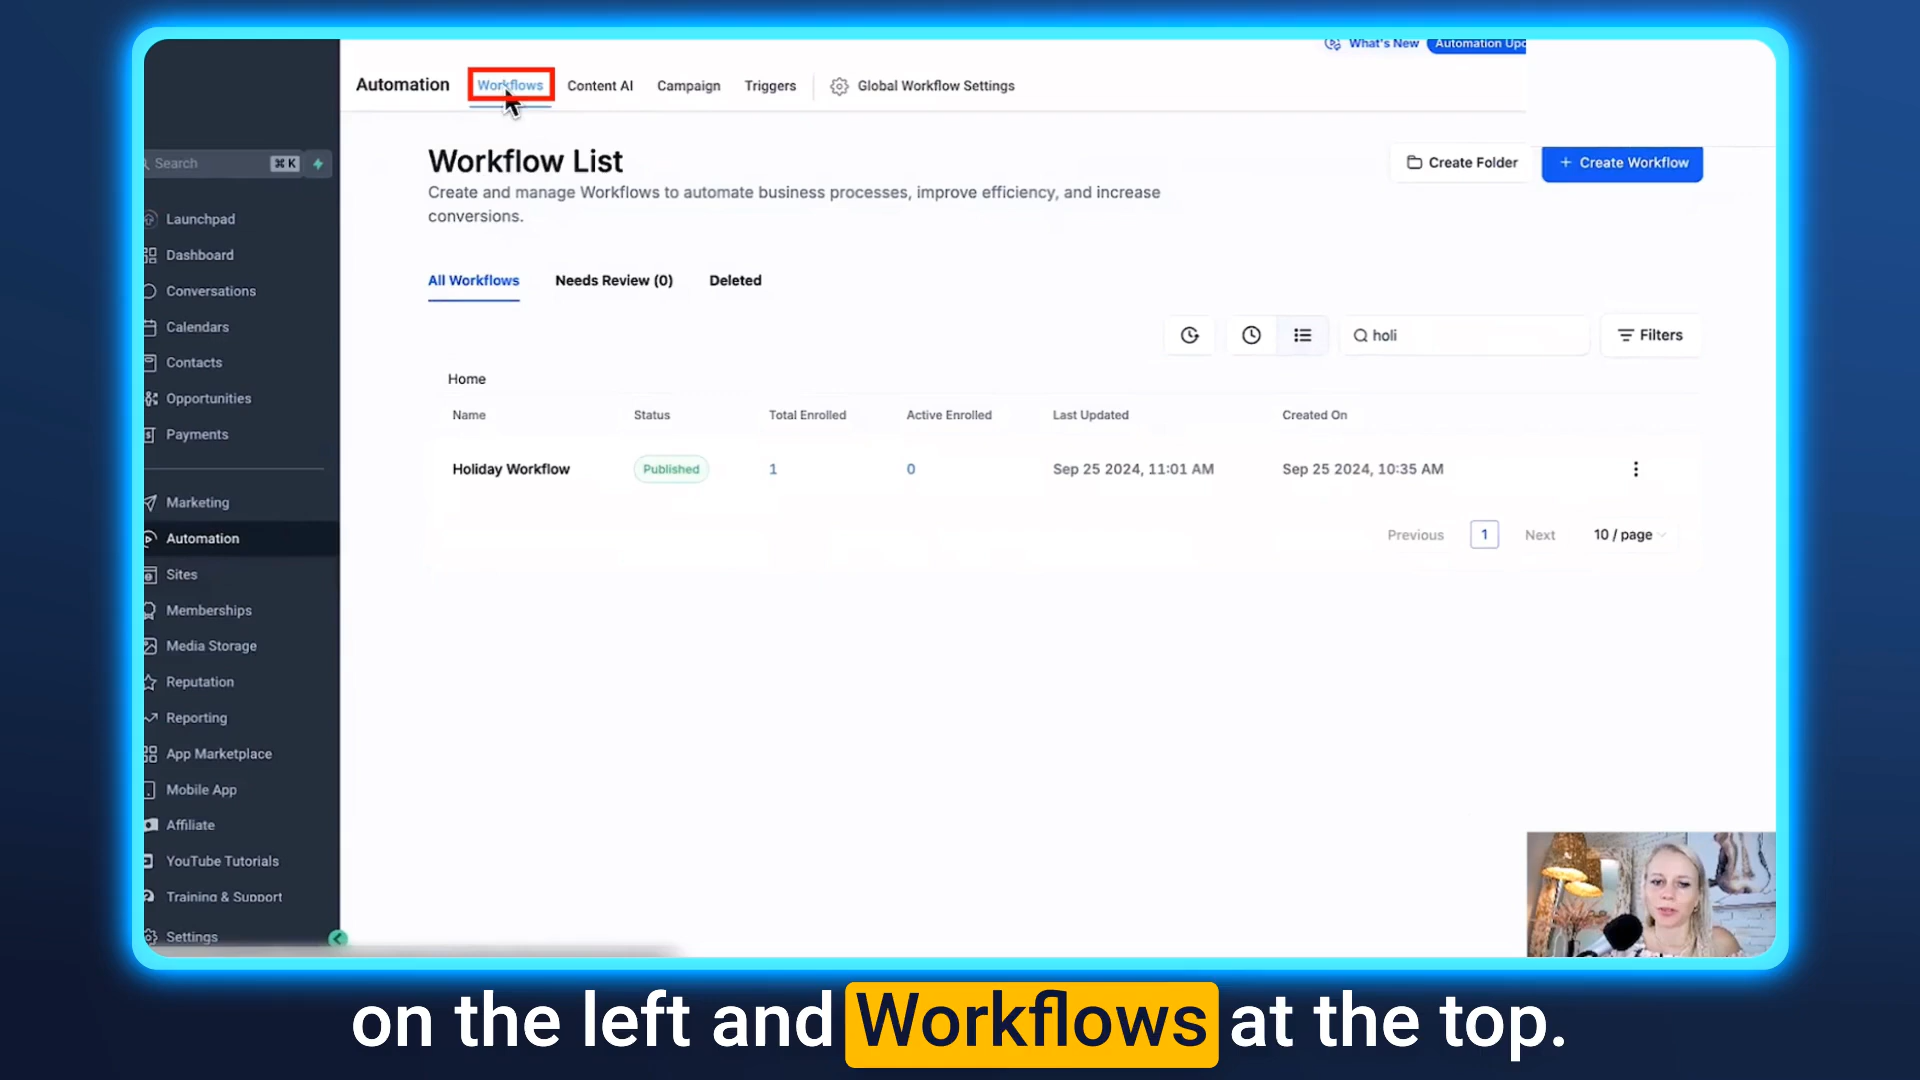 What's New
Automation Upd
Automation
Workflows
Content AI
Campaign
Triggers
Global Workflow Settings
Search
⌘ K
Launchpad
Dashboard
Conversations
Calendars
Contacts
Opportunities
Payments
Marketing
Automation
Sites
Memberships
Media Storage
Reputation
Reporting
App Marketplace
Mobile App
Affiliate
YouTube Tutorials
Training & Support
Settings
Workflow List
Create Folder
+ Create Workflow
Create and manage Workflows to automate business processes, improve efficiency, and increase
conversions.
All Workflows
Needs Review (0)
Deleted
holi
Filters
Home
Name
Status
Total Enrolled
Active Enrolled
Last Updated
Created On
Holiday Workflow
Published
1
0
Sep 25 2024, 11:01 AM
Sep 25 2024, 10:35 AM
Previous
1
Next
10 / page
on the left and Workflows at the top.